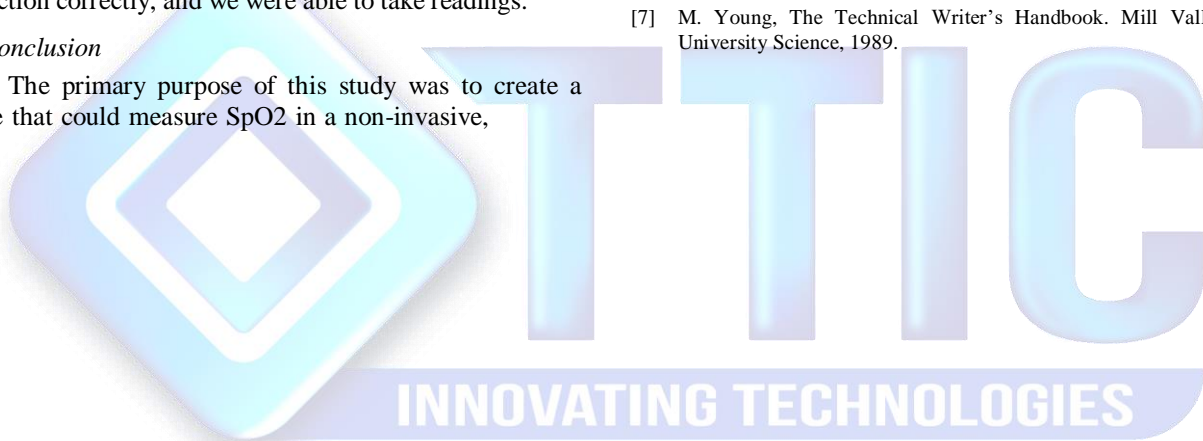 ction correctly, and we were able to take readings.
onclusion
The primary purpose of this study was to create a
e that could measure SpO2 in a non-invasive,
[7] M. Young, The Technical Writer’s Handbook. Mill Vall
University Science, 1989.
TTIC
INNOVATING TECHNOLOGIES